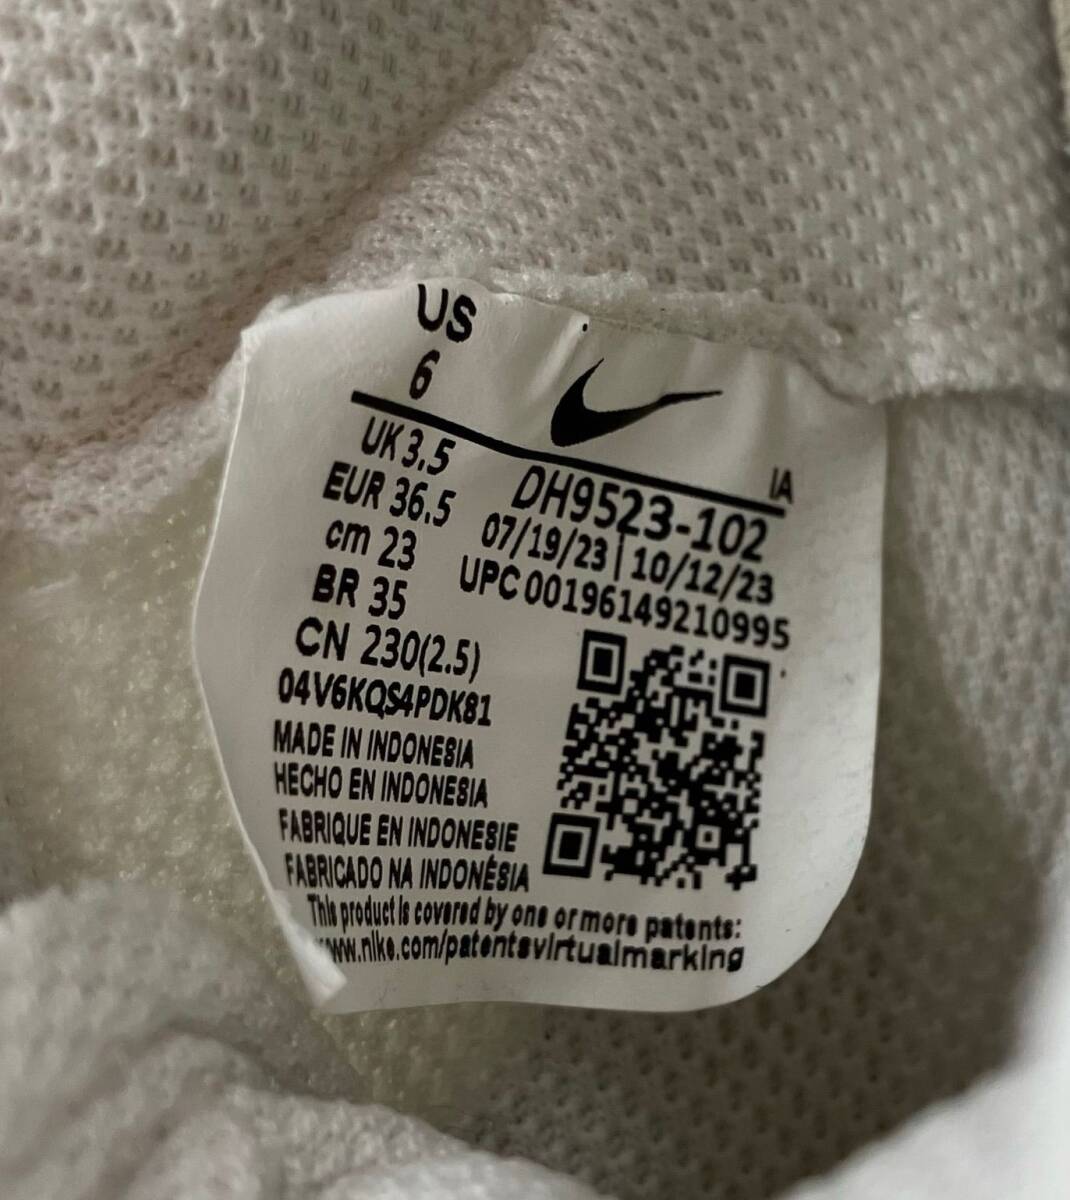 US
6
IA
UK 3.5
EUR 36.5
cm 23
BR 35
CN 230(2.5)
04V6KQS4PDK81
DH9523-102
07/19/23 | 10/12/23
UPC 00196149210995
MADE IN INDONESIA
HECHO EN INDONESIA
FABRIQUE EN INDONESIE
FABRICADO NA INDONÉSIA
This product is covered by one or more patents:
www.nike.com/patentsvirtualmarking